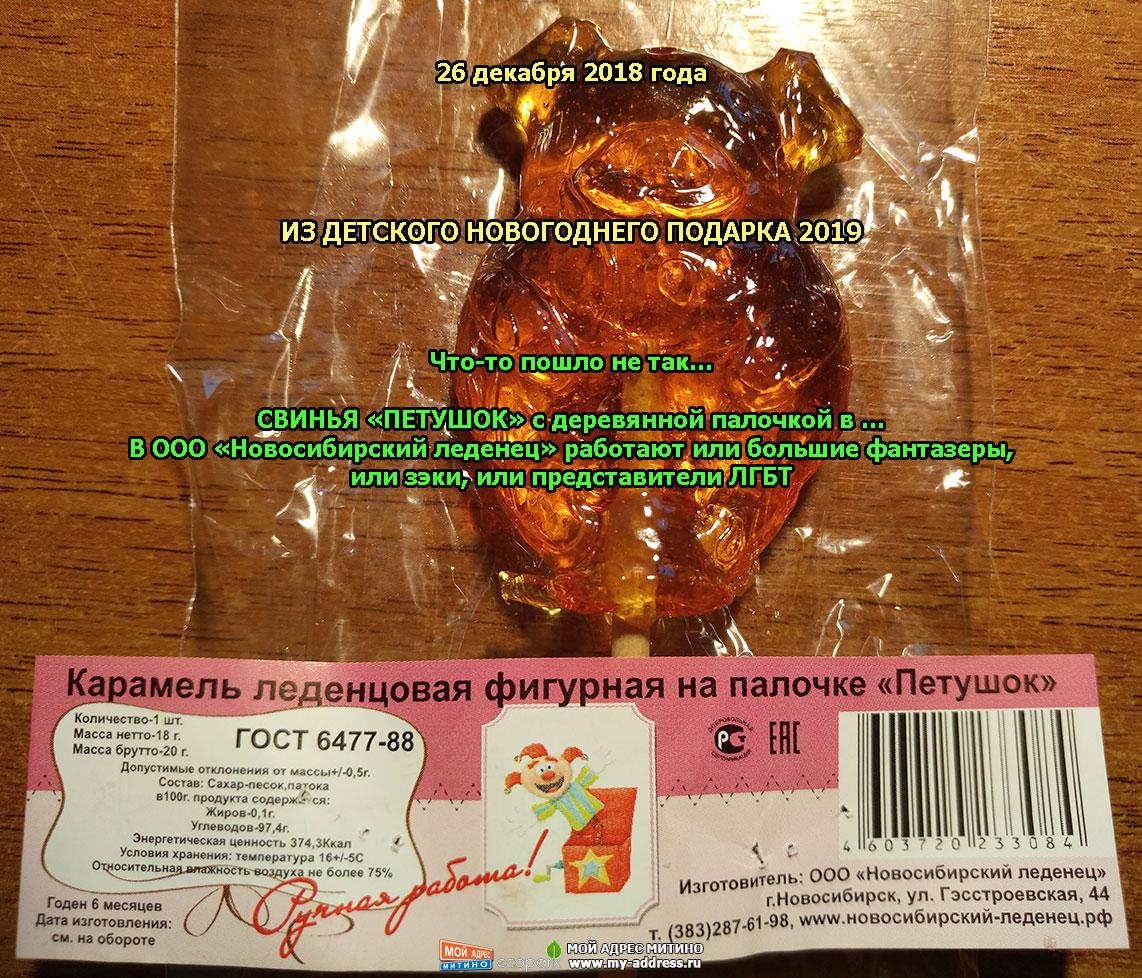 26 декабря 2018 года
ИЗ ДЕТСКОГО НОВОГОДНЕГО ПОДАРКА 2019
Что-то пошло не так...
СВИНЬЯ «ПЕТУШОК» с деревянной палочкой в ...
В ООО «Новосибирский леденец» работают или большие фантазеры,
или зэки, или представители ЛГБТ
Карамель леденцовая фигурная на палочке «Петушок»
Количество-1 шт.
Масса нетто-18 г.
Масса брутто-20 г.
ГОСТ 6477-88
Допустимые отклонения от массы+/-0,5г.
Состав: Сахар-песок,патока
в100г. продукта содержится:
Жиров-0,1г.
Углеводов-97,4г.
Энергетическая ценность 374,3Ккал
Условия хранения: температура 16+/-5С
Относительная влажность воздуха не более 75%
Годен 6 месяцев
Дата изготовления:
см. на обороте
Ручная работа!
ДОБРОВОЛЬНАЯ
СЕРТИФИКАЦИЯ
ЕАС
4 603720 233084
Изготовитель: ООО «Новосибирский леденец»
г.Новосибирск, ул. Гэсстроевская, 44
т. (383)287-61-98, www.новосибирский-леденец.рф
МОЙ АДРЕС
МИТИНО
ecopark
МОЙ АДРЕС МИТИНО
www.my-address.ru